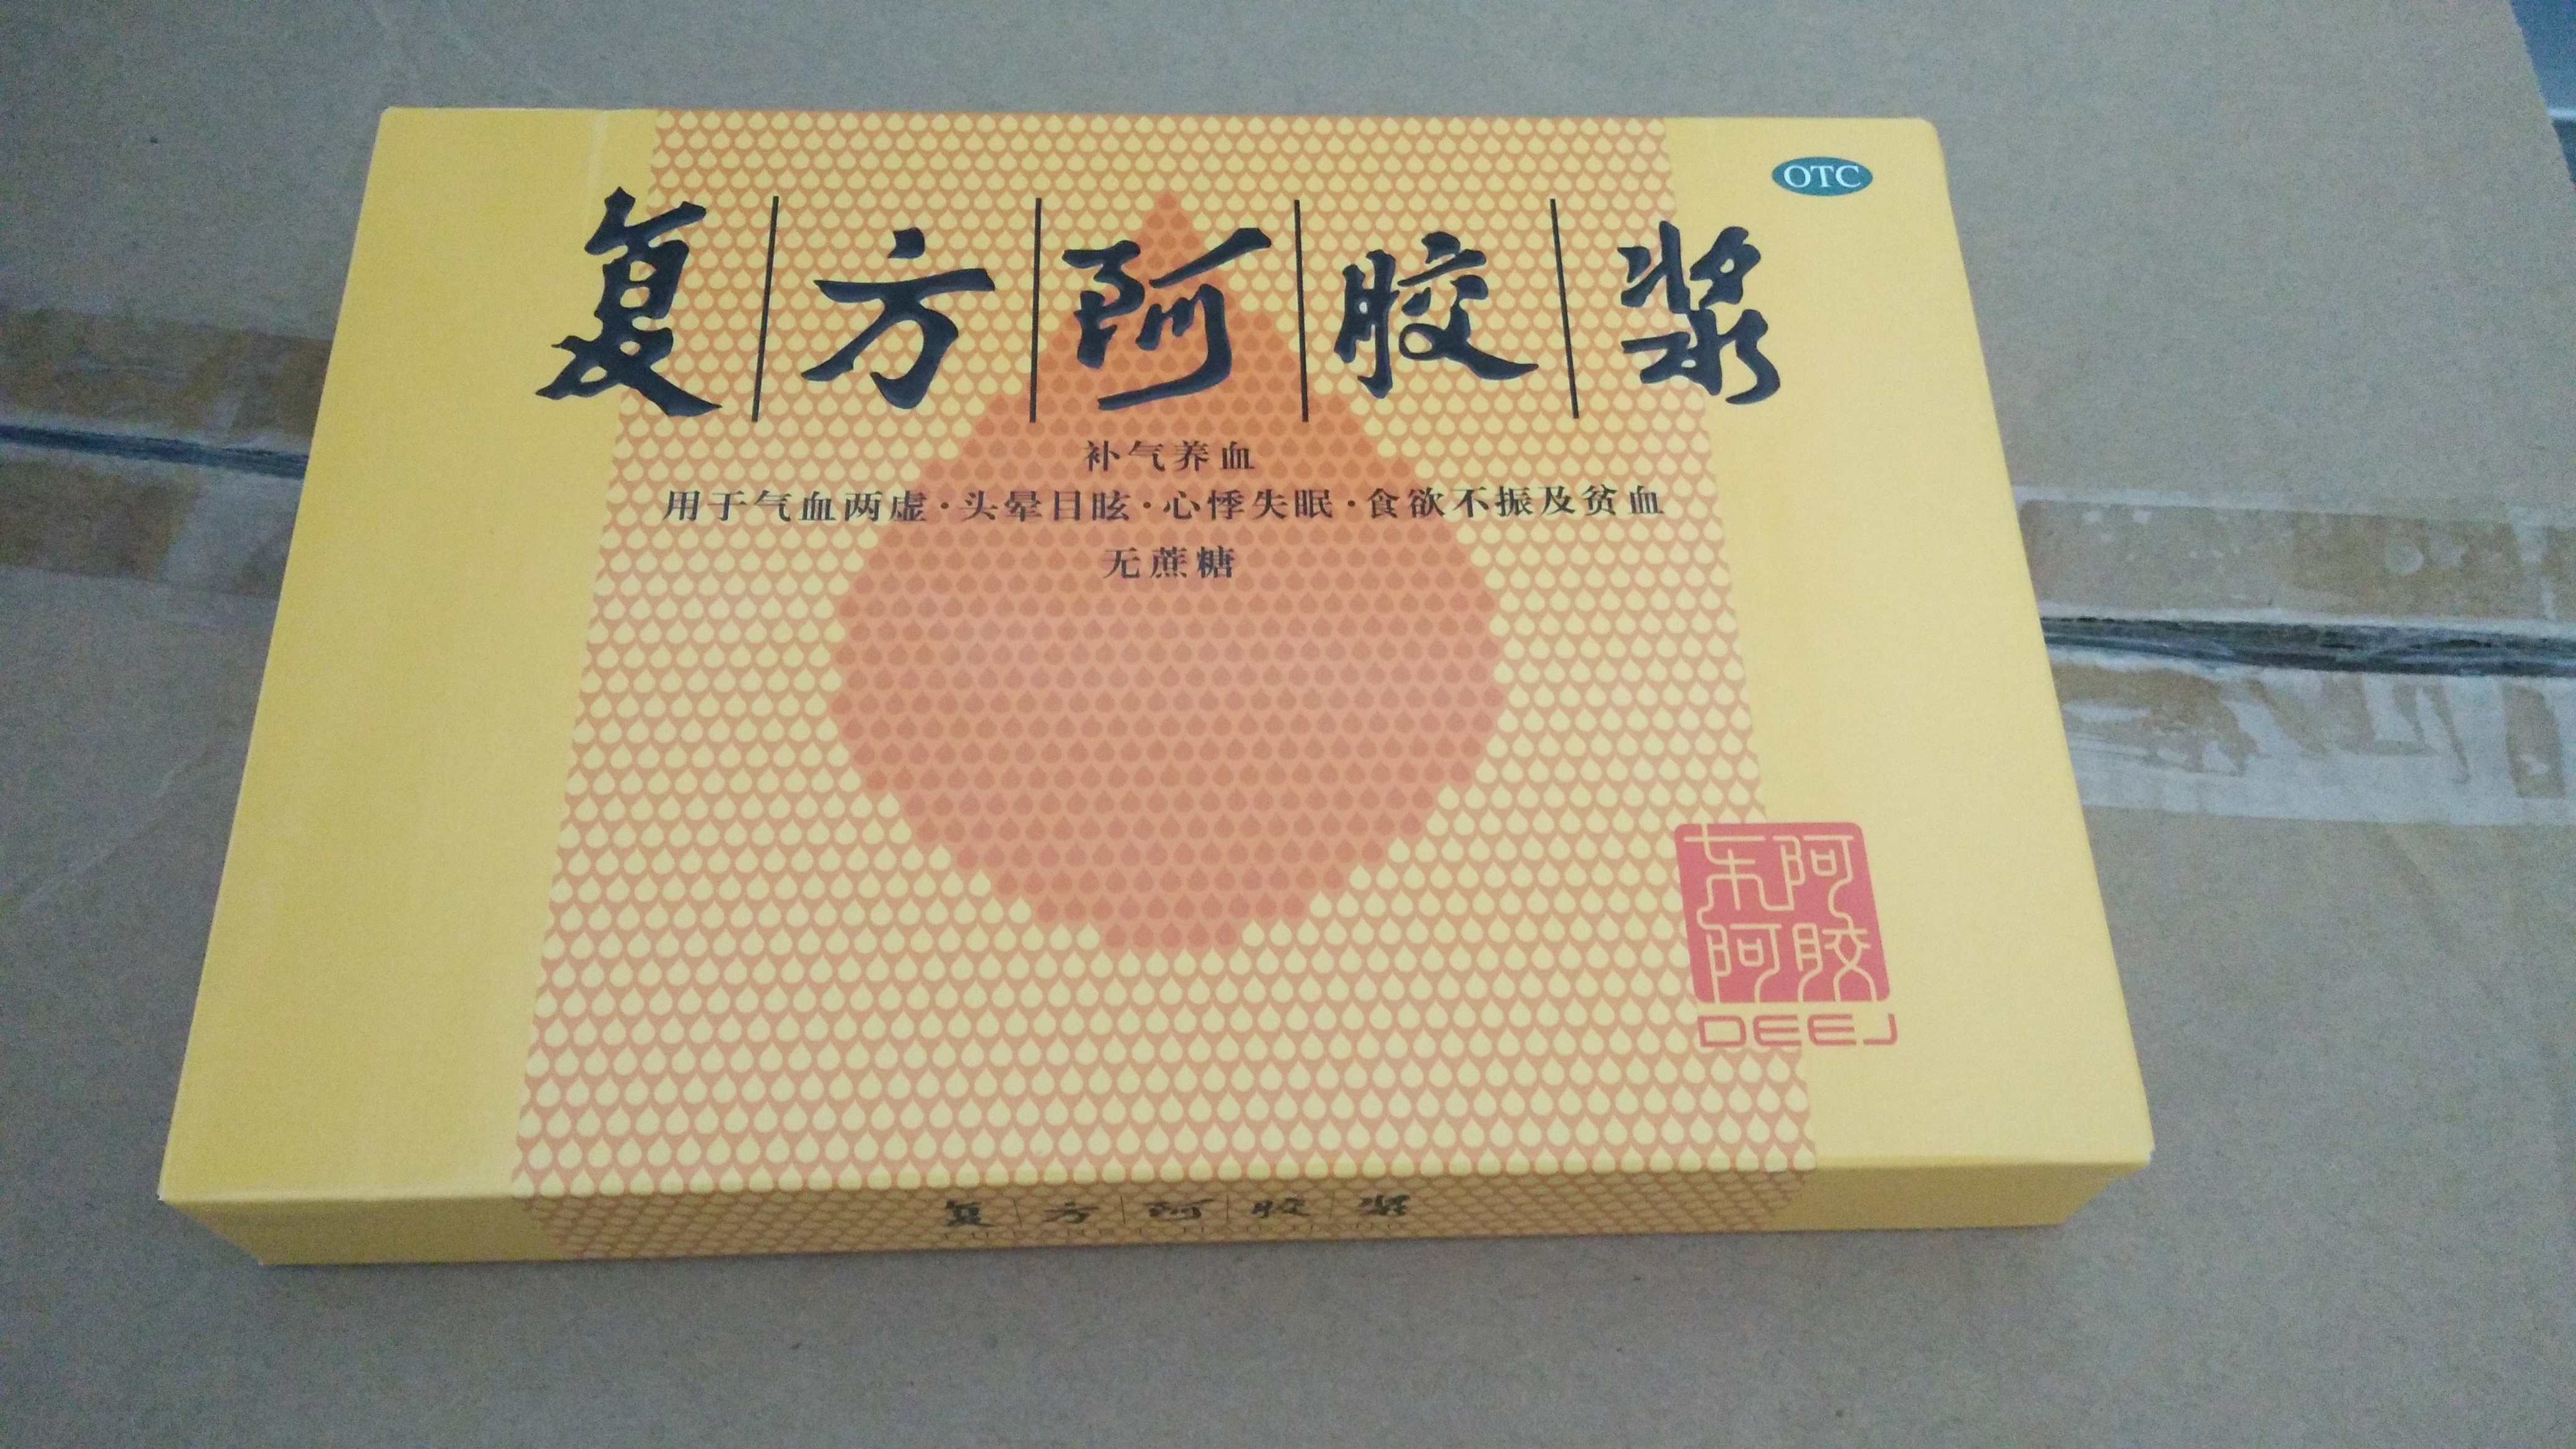 OTC
复方阿胶浆
补气养血
用于气血两虚·头晕目眩·心悸失眠·食欲不振及贫血
无蔗糖
东阿
阿胶
DEEJ
复方阿胶浆